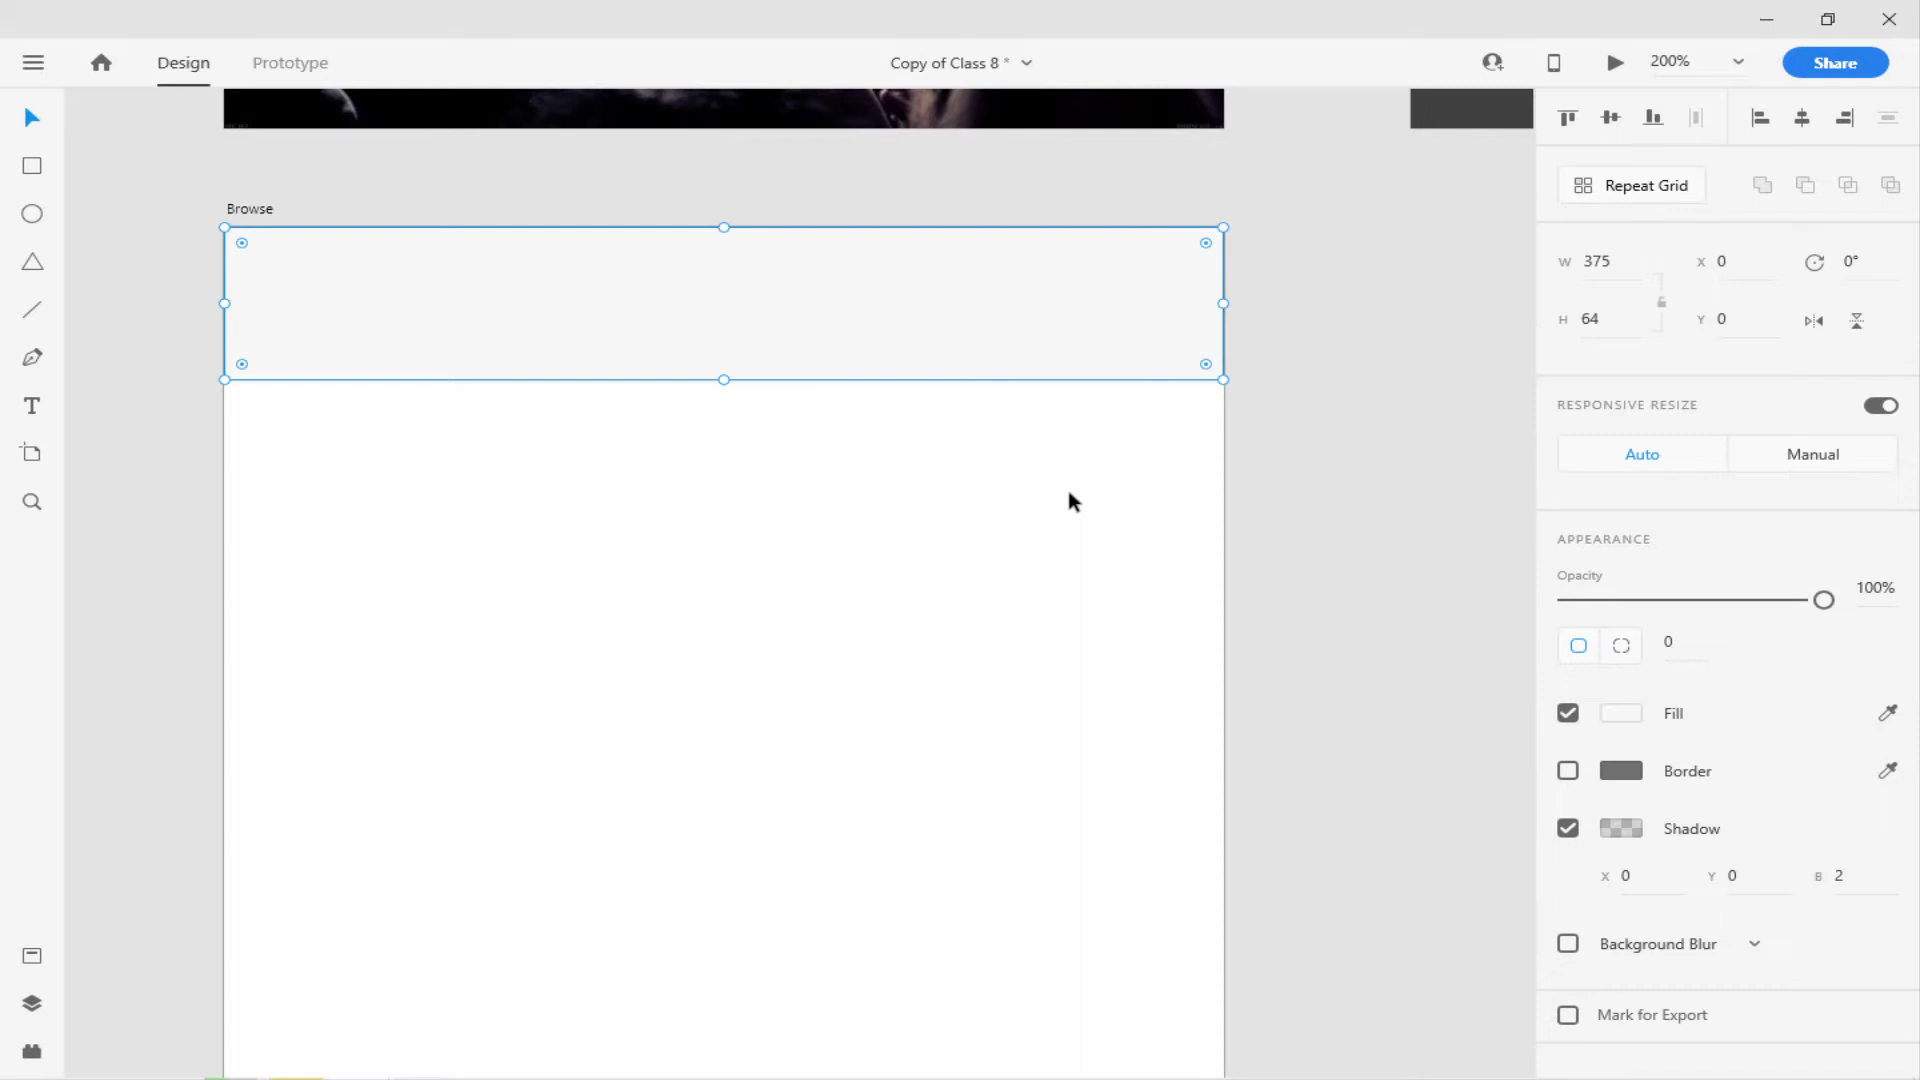 Design
Prototype
Copy of Class 8 *
200%
Share
Repeat Grid
Browse
W 375
X 0
0°
H 64
Y 0
RESPONSIVE RESIZE
Auto
Manual
APPEARANCE
Opacity
100%
0
Fill
Border
Shadow
X 0
Y 0
B 2
Background Blur
Mark for Export